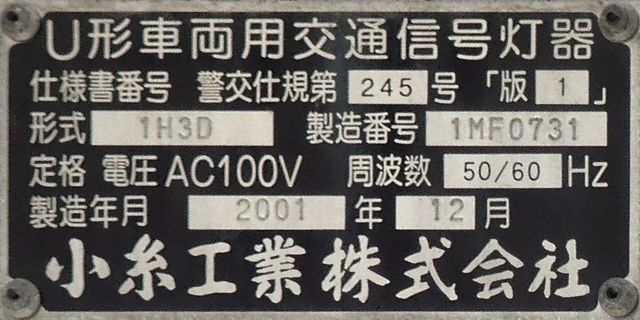 U形車両用交通信号灯器
仕様書番号 警交仕規第 245 号 「版 1 」
形式 1H3D 製造番号 1MF0731
定格 電圧 AC100V 周波数 50/60 Hz
製造年月 2001 年 12 月
小糸工業株式会社